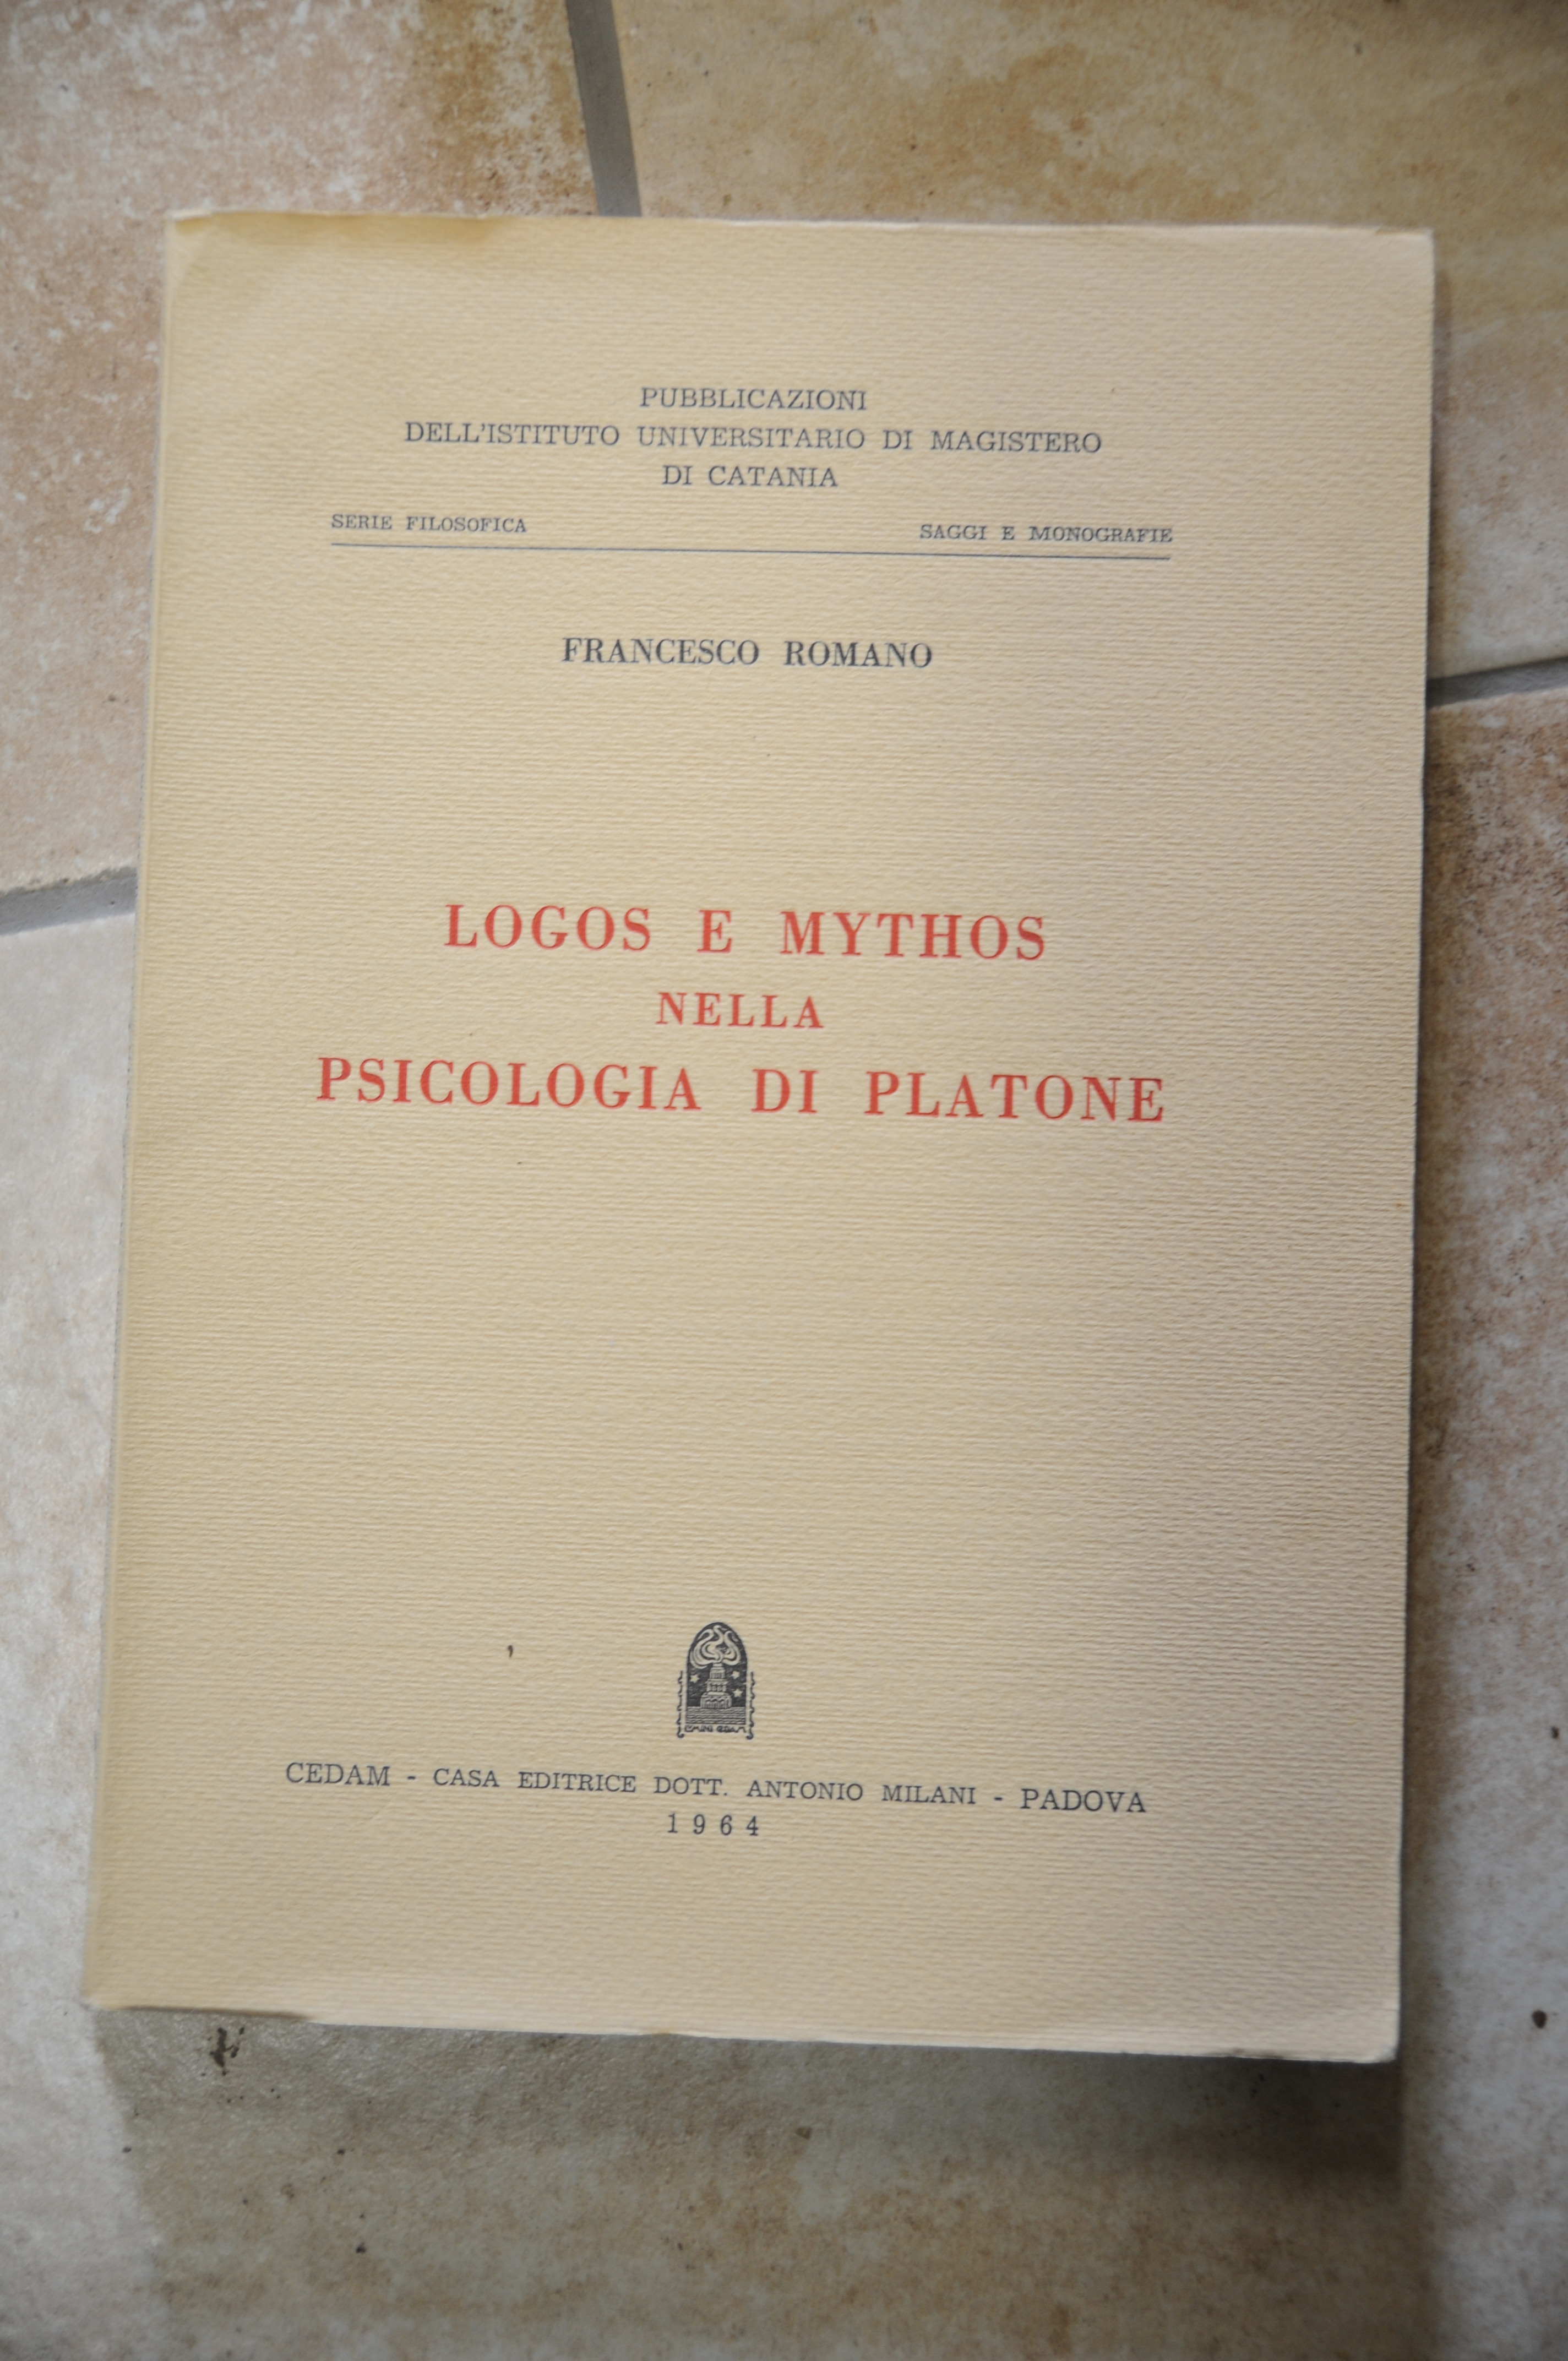 PUBBLICAZIONI
DELL'ISTITUTO UNIVERSITARIO DI MAGISTERO
DI CATANIA
SERIE FILOSOFICA SAGGI E MONOGRAFIE
FRANCESCO ROMANO
LOGOS E MYTHOS
NELLA
PSICOLOGIA DI PLATONE
CEDAM - CASA EDITRICE DOTT. ANTONIO MILANI - PADOVA
1964